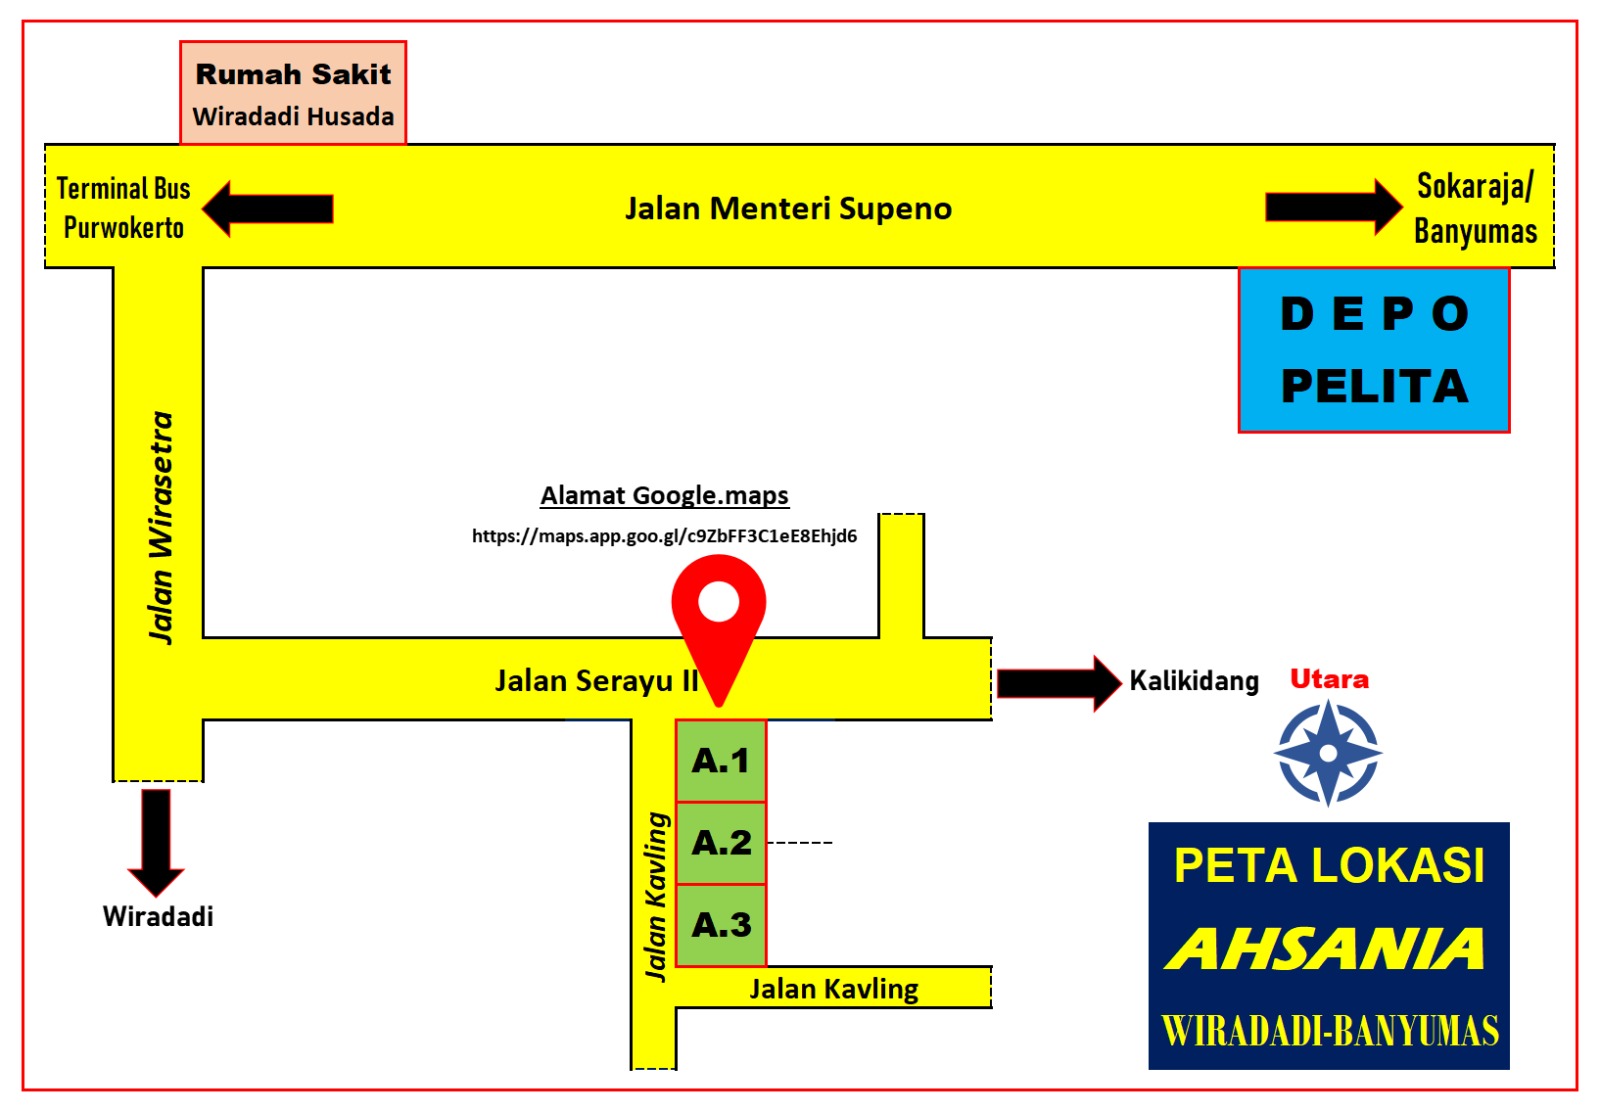 Rumah Sakit
Wiradadi Husada
Terminal Bus
Purwokerto
Jalan Menteri Supeno
Sokaraja/
Banyumas
DEPO
PELITA
Jalan Wirasetra
Alamat Google.maps
https://maps.app.goo.gl/c9ZbFF3C1eE8Ehjd6
Jalan Serayu II
Kalikidang
Utara
A.1
A.2
A.3
Jalan Kavling
Jalan Kavling
Wiradadi
PETA LOKASI
AHSANIA
WIRADADI-BANYUMAS